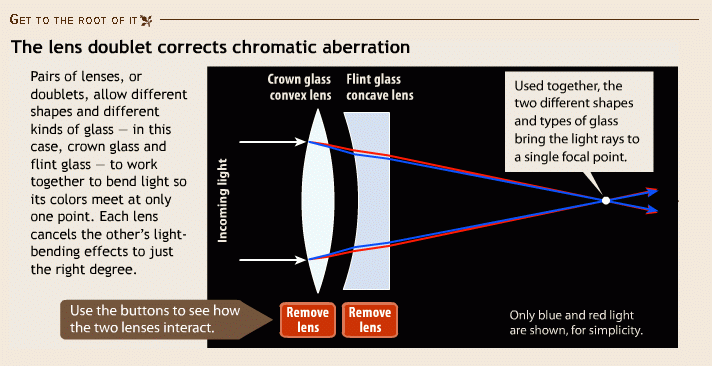 GET TO THE ROOT OF IT
The lens doublet corrects chromatic aberration
Pairs of lenses, or
doublets, allow different
shapes and different
kinds of glass — in this
case, crown glass and
flint glass — to work
together to bend light so
its colors meet at only
one point. Each lens
cancels the other's light-
bending effects to just
the right degree.
Crown glass
convex lens
Flint glass
concave lens
Used together, the
two different shapes
and types of glass
bring the light rays to
a single focal point.
Incoming light
Use the buttons to see how
the two lenses interact.
Remove
lens
Remove
lens
Only blue and red light
are shown, for simplicity.